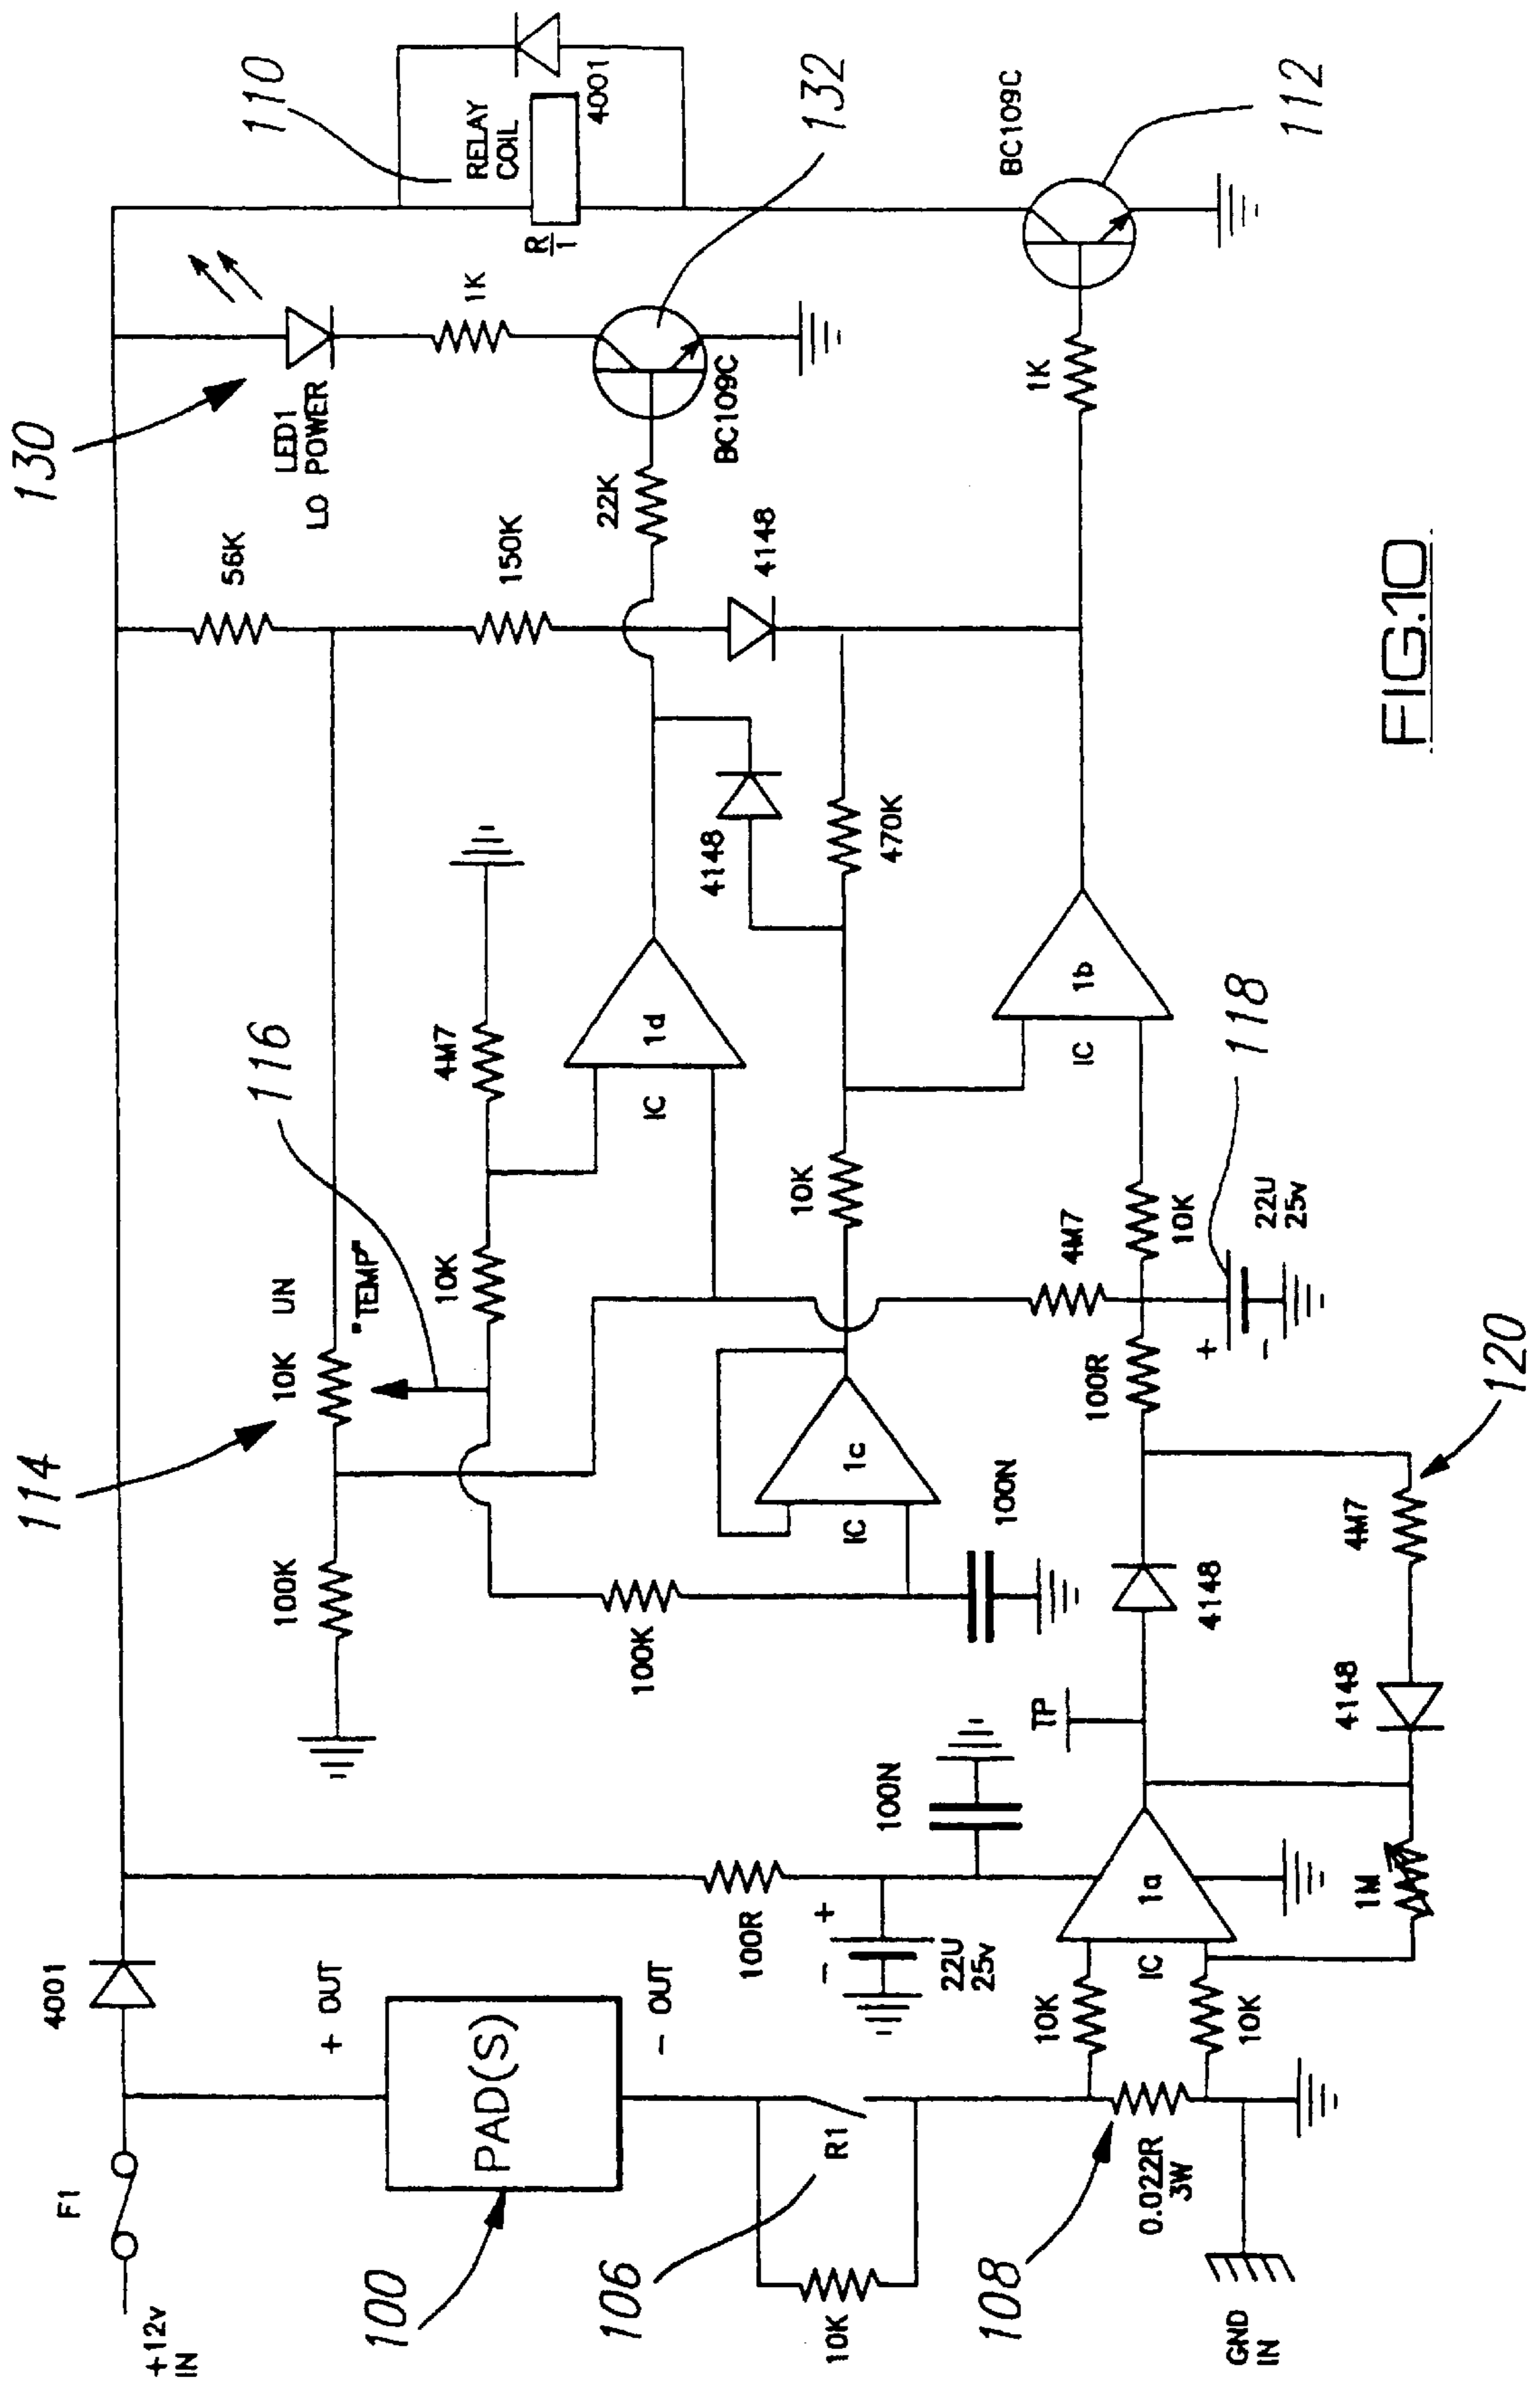 +12v
IN
F1
4001
+ OUT
PAD(S)
- OUT
100
106
R1
10K
108
0.022R
3W
GND
IN
10K
10K
IC
1a
1M
100R
+
-
22U
25v
100N
TP
4148
4148
4M7
120
100R
+
-
22U
25v
118
10K
4M7
114
100K
10K UN
"TEMP"
116
100K
100N
IC
1c
10K
10K
4M7
IC
1d
IC
1b
4148
470K
4148
56K
150K
22K
130
LED1
LO POWER
1K
BC109C
132
110
RELAY
COIL
R/1
4001
1K
BC109C
112
FIG.10